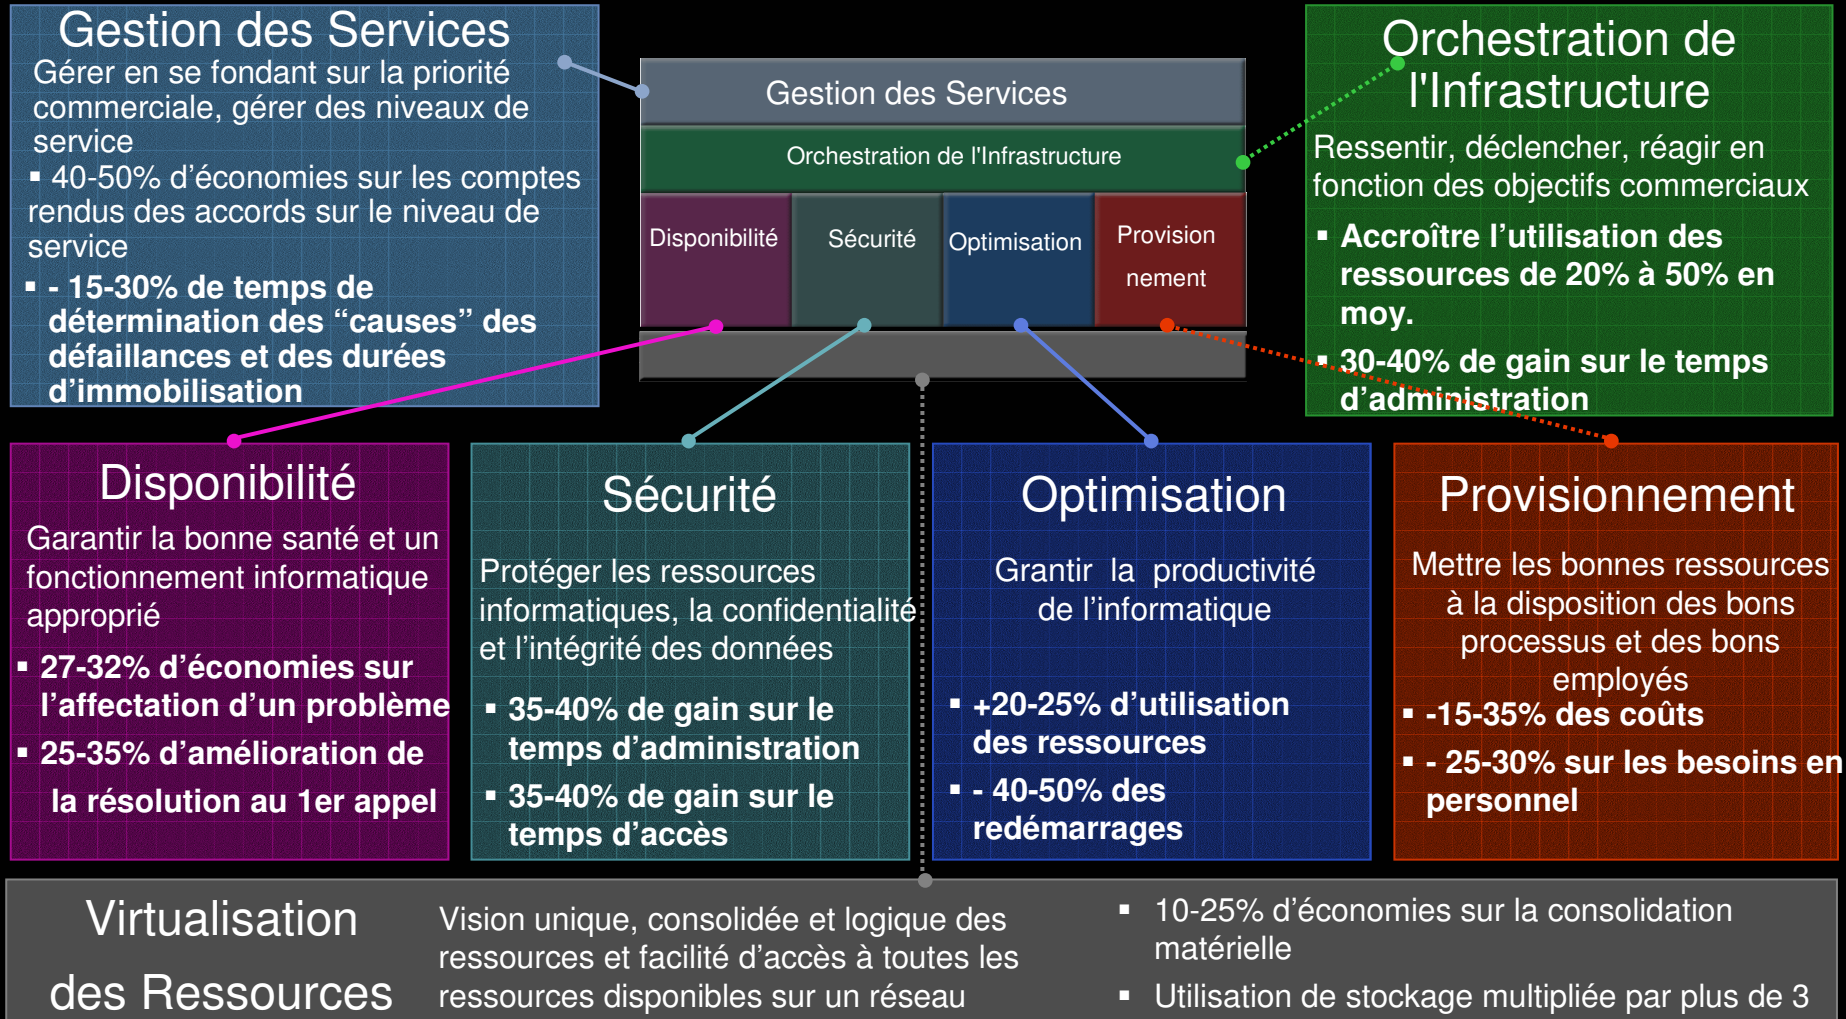 Gestion des Services
Gérer en se fondant sur la priorité
commerciale, gérer des niveaux de
service
▪ 40-50% d’économies sur les comptes
rendus des accords sur le niveau de
service
▪ - 15-30% de temps de
détermination des “causes” des
défaillances et des durées
d’immobilisation
Gestion des Services
Orchestration de l'Infrastructure
Disponibilité
Sécurité
Optimisation
Provision
nement
Orchestration de
l'Infrastructure
Ressentir, déclencher, réagir en
fonction des objectifs commerciaux
▪ Accroître l’utilisation des
ressources de 20% à 50% en
moy.
▪ 30-40% de gain sur le temps
d’administration
Disponibilité
Garantir la bonne santé et un
fonctionnement informatique
approprié
▪ 27-32% d’économies sur
l’affectation d’un problème
▪ 25-35% d’amélioration de
la résolution au 1er appel
Sécurité
Protéger les ressources
informatiques, la confidentialité
et l’intégrité des données
▪ 35-40% de gain sur le
temps d’administration
▪ 35-40% de gain sur le
temps d’accès
Optimisation
Grantir la productivité
de l’informatique
▪ +20-25% d’utilisation
des ressources
▪ - 40-50% des
redémarrages
Provisionnement
Mettre les bonnes ressources
à la disposition des bons
processus et des bons
employés
▪ -15-35% des coûts
▪ - 25-30% sur les besoins en
personnel
Virtualisation
des Ressources
Vision unique, consolidée et logique des
ressources et facilité d’accès à toutes les
ressources disponibles sur un réseau
▪ 10-25% d’économies sur la consolidation
matérielle
▪ Utilisation de stockage multipliée par plus de 3